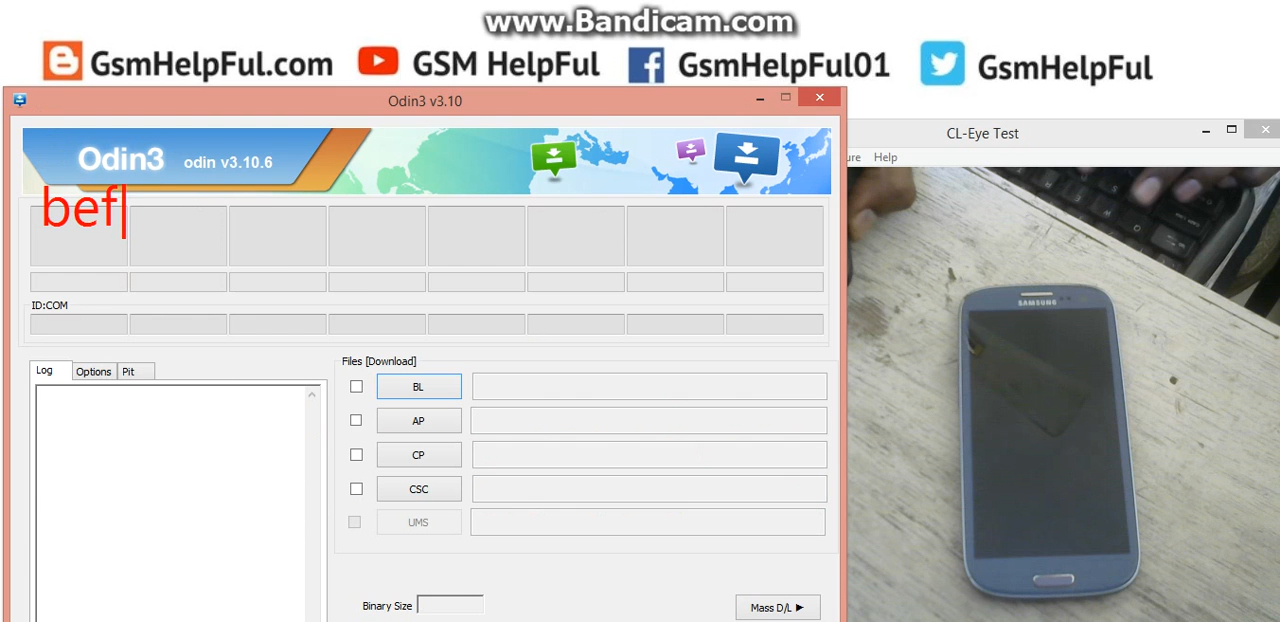 www.Bandicam.com
GsmHelpFul.com GSM HelpFul GsmHelpFul01 GsmHelpFul
Odin3 v3.10
Odin3 odin v3.10.6
bef
ID:COM
Log Options Pit
Files [Download]
BL
AP
CP
CSC
UMS
Binary Size
Mass D/L
CL-Eye Test
ure Help
SAMSUNG